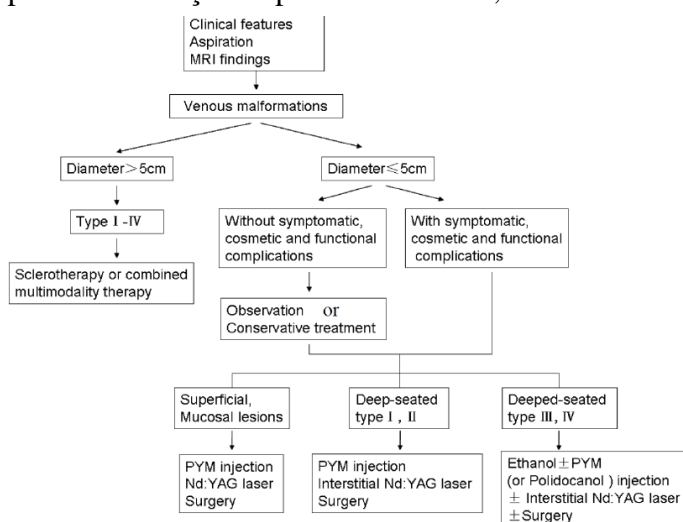 Clinical features
Aspiration
MRI findings
Venous malformations
Diameter＞5cm
Diameter≤5cm
Type Ⅰ-Ⅳ
Without symptomatic,
cosmetic and functional
complications
With symptomatic,
cosmetic and functional
complications
Sclerotherapy or combined
multimodality therapy
Observation or
Conservative treatment
Superficial,
Mucosal lesions
Deep-seated
type Ⅰ, Ⅱ
Deeped-seated
type Ⅲ, Ⅳ
PYM injection
Nd:YAG laser
Surgery
PYM injection
Interstitial Nd:YAG laser
Surgery
Ethanol±PYM
(or Polidocanol) injection
± Interstitial Nd:YAG laser
±Surgery